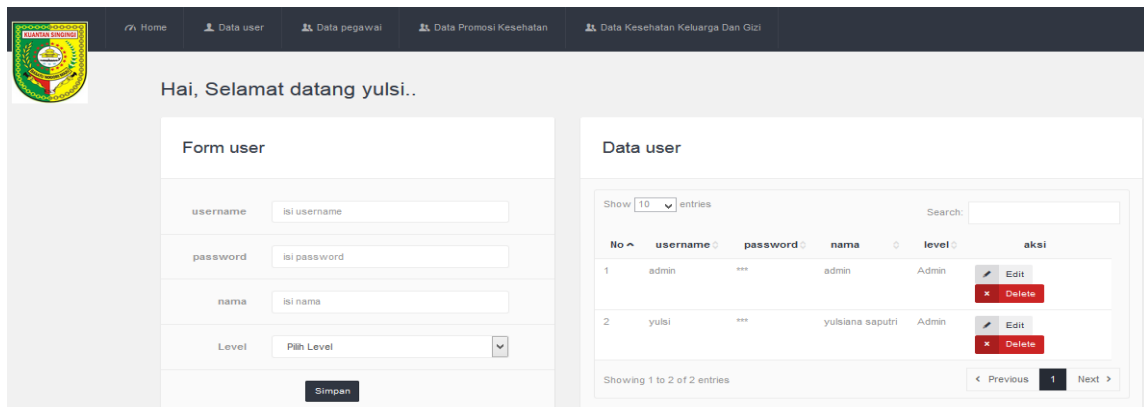 KUANTAN SINGINGI
Home Data user Data pegawai Data Promosi Kesehatan Data Kesehatan Keluarga Dan Gizi
Hai, Selamat datang yulsi..
Form user
username isi username
password isi password
nama isi nama
Level Pilih Level
Simpan
Data user
Show 10 entries
Search:
No username password nama level aksi
1 admin *** admin Admin Edit
Delete
2 yulsi *** yulsiana saputri Admin Edit
Delete
Showing 1 to 2 of 2 entries
Previous 1 Next